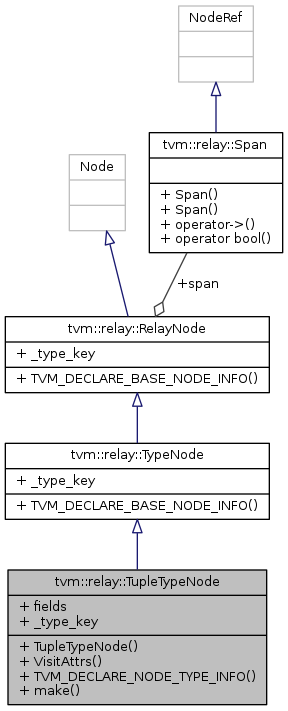 NodeRef
tvm::relay::Span
+ Span()
+ Span()
+ operator->()
+ operator bool()
Node
+span
tvm::relay::RelayNode
+ _type_key
+ TVM_DECLARE_BASE_NODE_INFO()
tvm::relay::TypeNode
+ _type_key
+ TVM_DECLARE_BASE_NODE_INFO()
tvm::relay::TupleTypeNode
+ fields
+ _type_key
+ TupleTypeNode()
+ VisitAttrs()
+ TVM_DECLARE_NODE_TYPE_INFO()
+ make()